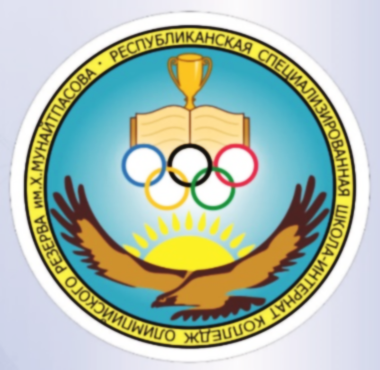 РЕСПУБЛИКАНСКАЯ СПЕЦИАЛИЗИРОВАННАЯ ШКОЛА-ИНТЕРНАТ КОЛЛЕДЖ ОЛИМПИЙСКОГО РЕЗЕРВА им.Х.МУНАЙТПАСОВА